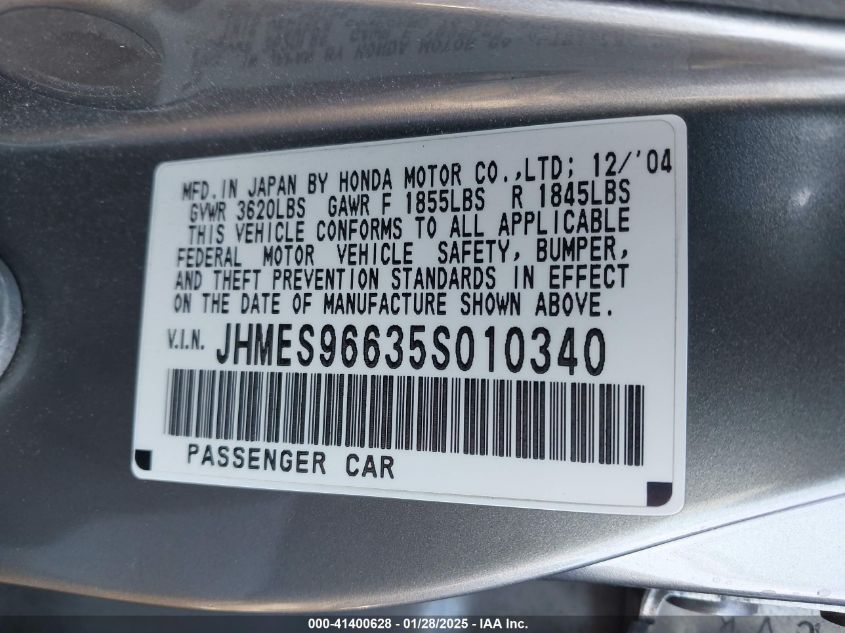 MFD.IN JAPAN BY HONDA MOTOR CO.,LTD; 12/'04
GVWR 3620LBS GAWR F 1855LBS R 1845LBS
THIS VEHICLE CONFORMS TO ALL APPLICABLE
FEDERAL MOTOR VEHICLE SAFETY, BUMPER,
AND THEFT PREVENTION STANDARDS IN EFFECT
ON THE DATE OF MANUFACTURE SHOWN ABOVE.
V.I.N. JHMES96635S010340
PASSENGER CAR
000-41400628 - 01/28/2025 - IAA Inc.